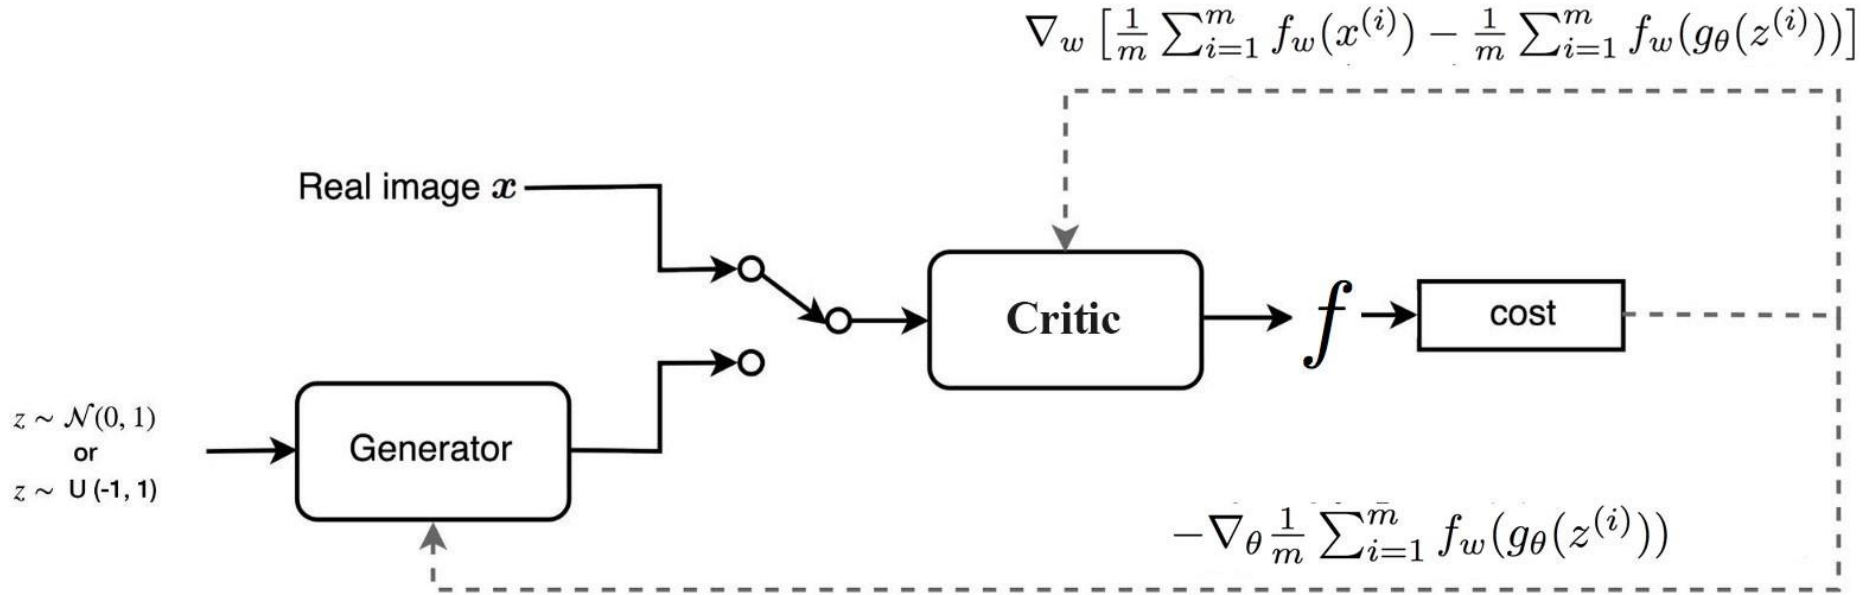 ∇_w [1/m ∑_{i=1}^m f_w(x^{(i)}) − 1/m ∑_{i=1}^m f_w(g_θ(z^{(i)}))]
Real image x
Critic
f
cost
z ∼ 𝒩(0, 1)
or
z ∼ U (-1, 1)
Generator
−∇_θ 1/m ∑_{i=1}^m f_w(g_θ(z^{(i)}))